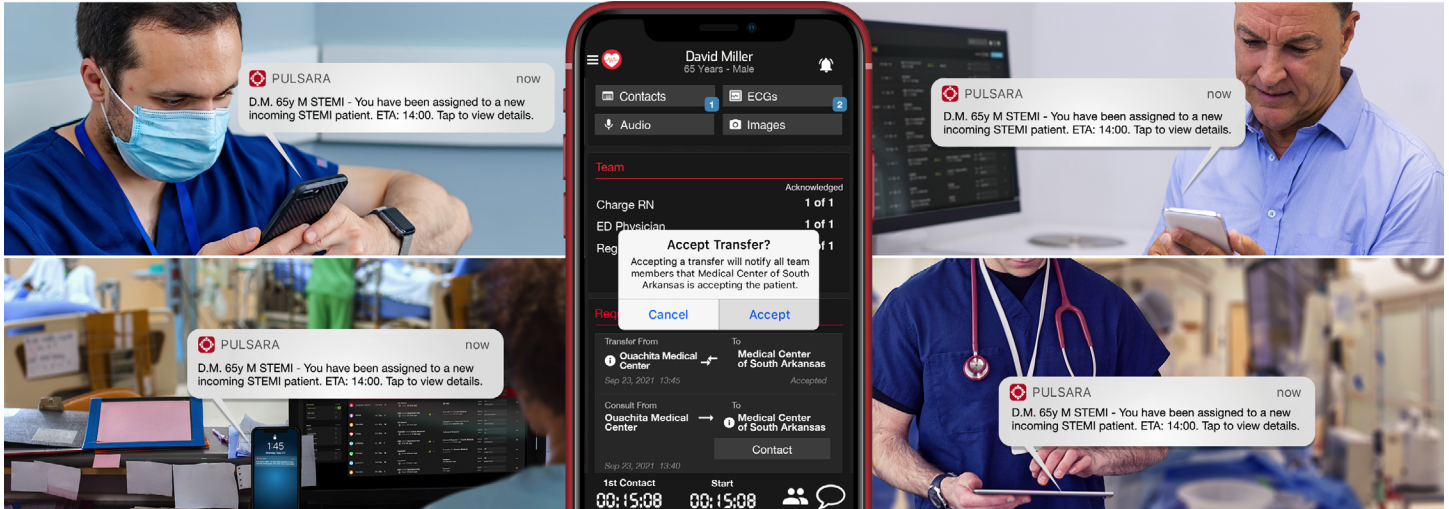 PULSARA now
D.M. 65y M STEMI - You have been assigned to a new
incoming STEMI patient. ETA: 14:00. Tap to view details.
David Miller
65 Years - Male
Contacts 1
ECGs 2
Audio
Images
Team
Acknowledged
Charge RN 1 of 1
ED Physician 1 of 1
Reg of 1
Accept Transfer?
Accepting a transfer will notify all team
members that Medical Center of South
Arkansas is accepting the patient.
Cancel Accept
Req
Transfer From To
Ouachita Medical
Center
Medical Center
of South Arkansas
Sep 23, 2021 13:45 Accepted
Consult From To
Ouachita Medical
Center
Medical Center
of South Arkansas
Contact
Sep 23, 2021 13:40
1st Contact Start
00:15:08 00:15:08
PULSARA now
D.M. 65y M STEMI - You have been assigned to a new
incoming STEMI patient. ETA: 14:00. Tap to view details.
PULSARA now
D.M. 65y M STEMI - You have been assigned to a new
incoming STEMI patient. ETA: 14:00. Tap to view details.
1:45
PULSARA now
D.M. 65y M STEMI - You have been assigned to a new
incoming STEMI patient. ETA: 14:00. Tap to view details.